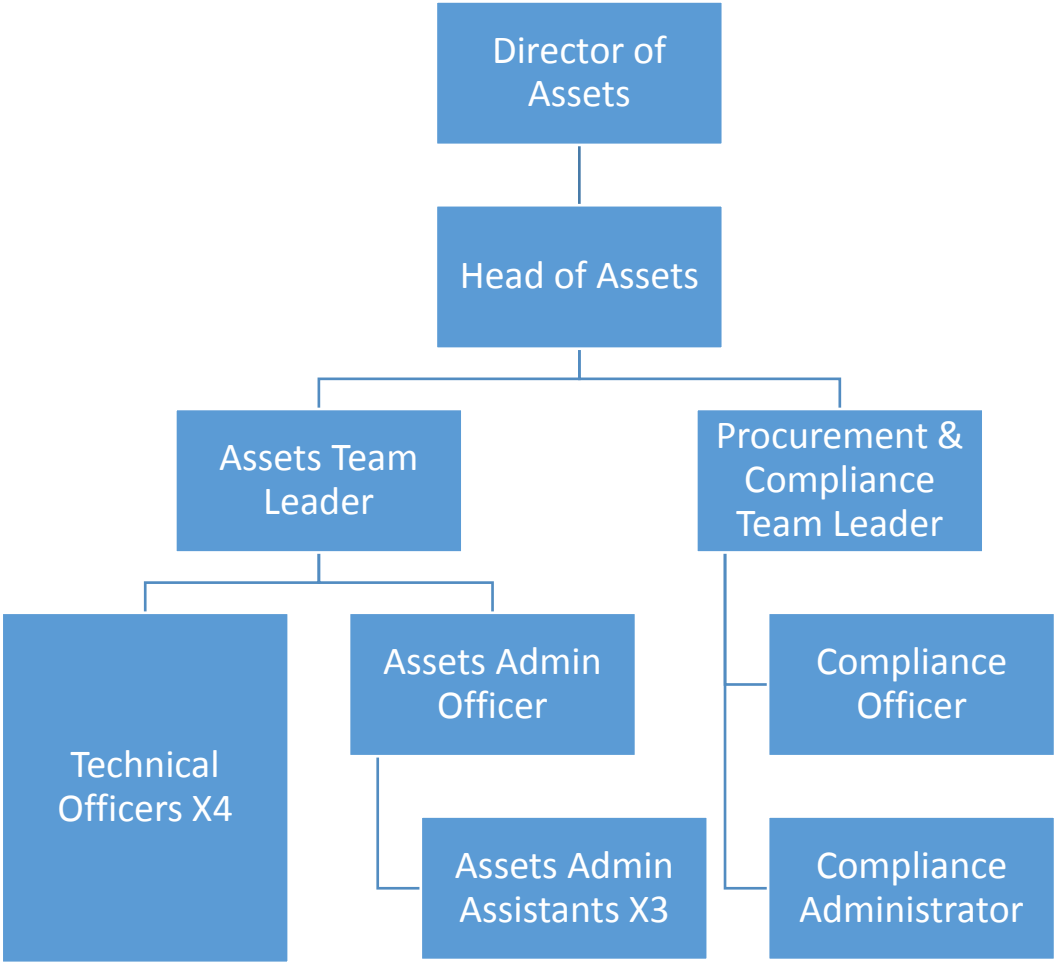 Director of
Assets
Head of Assets
Assets Team
Leader
Procurement &
Compliance
Team Leader
Technical
Officers X4
Assets Admin
Officer
Assets Admin
Assistants X3
Compliance
Officer
Compliance
Administrator